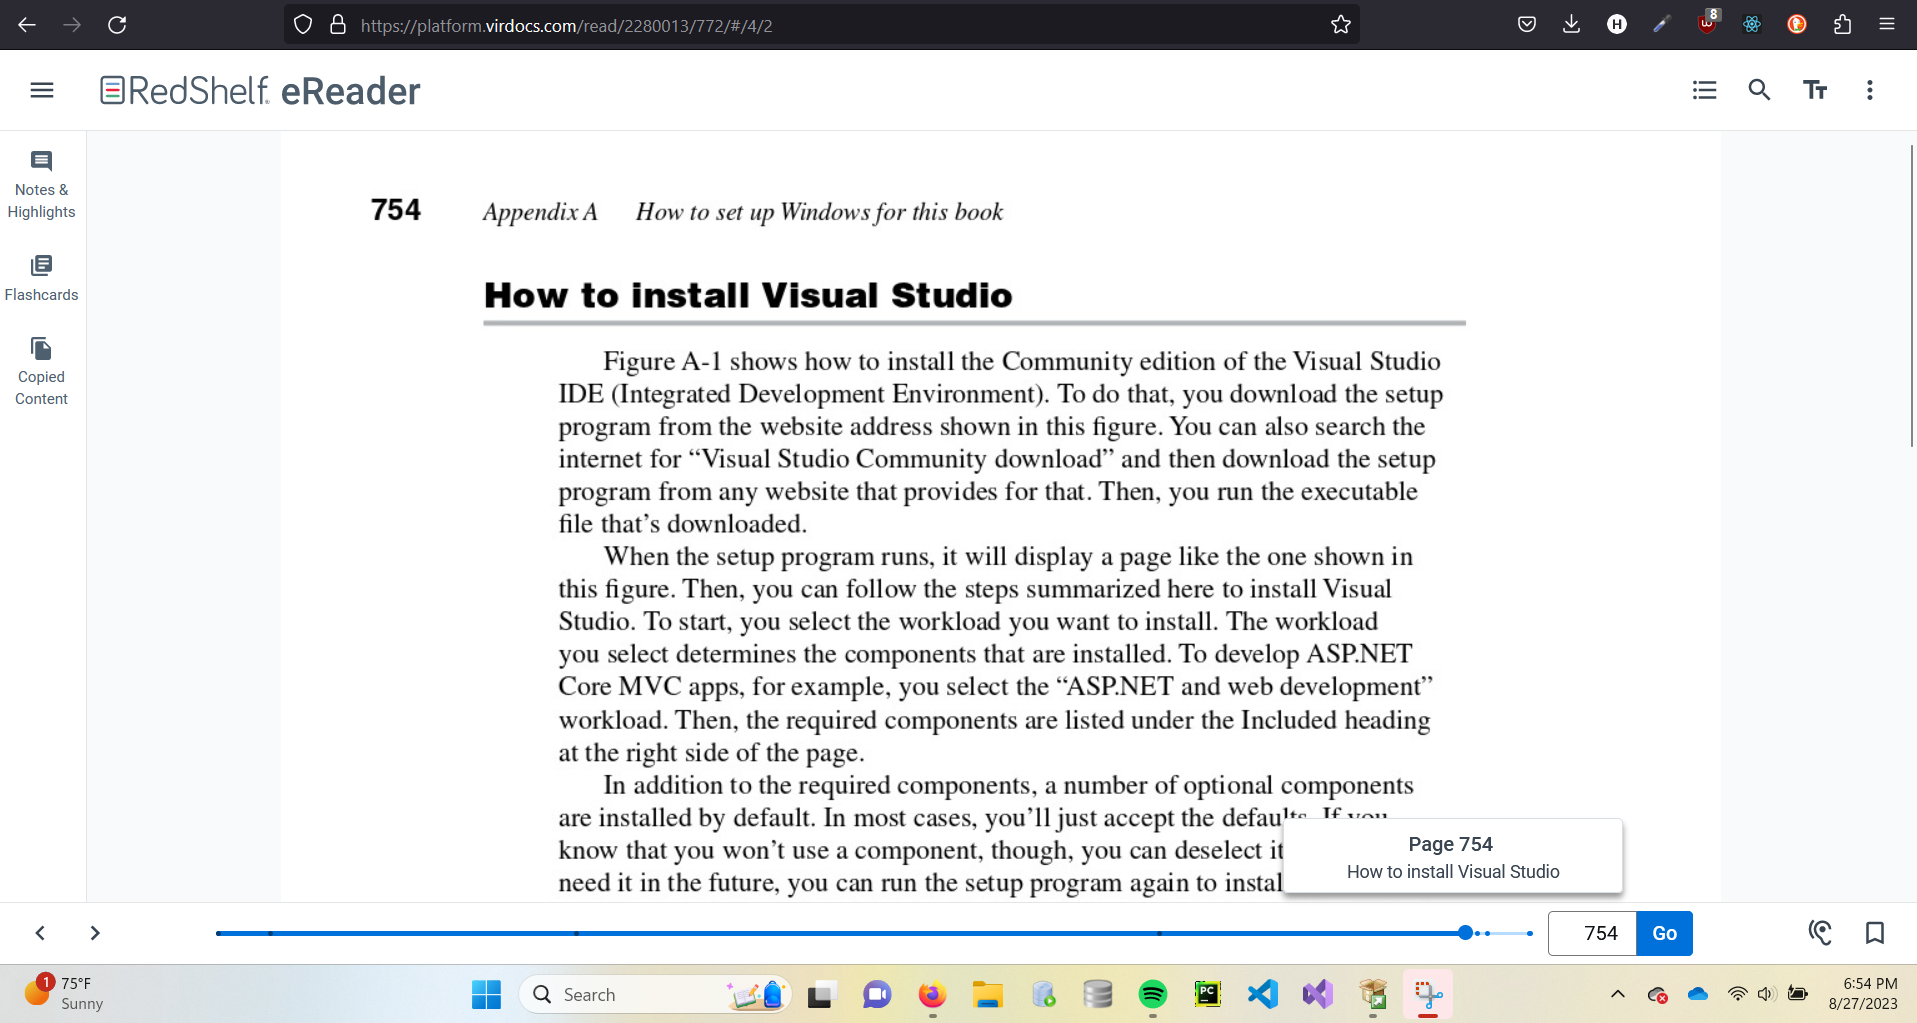 https://platform.virdocs.com/read/2280013/772/#/4/2
8
H
RedShelf eReader
Notes &
Highlights
Flashcards
Copied
Content
754 Appendix A How to set up Windows for this book
How to install Visual Studio
Figure A-1 shows how to install the Community edition of the Visual Studio
IDE (Integrated Development Environment). To do that, you download the setup
program from the website address shown in this figure. You can also search the
internet for “Visual Studio Community download” and then download the setup
program from any website that provides for that. Then, you run the executable
file that’s downloaded.
When the setup program runs, it will display a page like the one shown in
this figure. Then, you can follow the steps summarized here to install Visual
Studio. To start, you select the workload you want to install. The workload
you select determines the components that are installed. To develop ASP.NET
Core MVC apps, for example, you select the “ASP.NET and web development”
workload. Then, the required components are listed under the Included heading
at the right side of the page.
In addition to the required components, a number of optional components
are installed by default. In most cases, you’ll just accept the defaults. If you
know that you won’t use a component, though, you can deselect it
need it in the future, you can run the setup program again to instal
Page 754
How to install Visual Studio
754 Go
1
75°F
Sunny
Search
PC
6:54 PM
8/27/2023